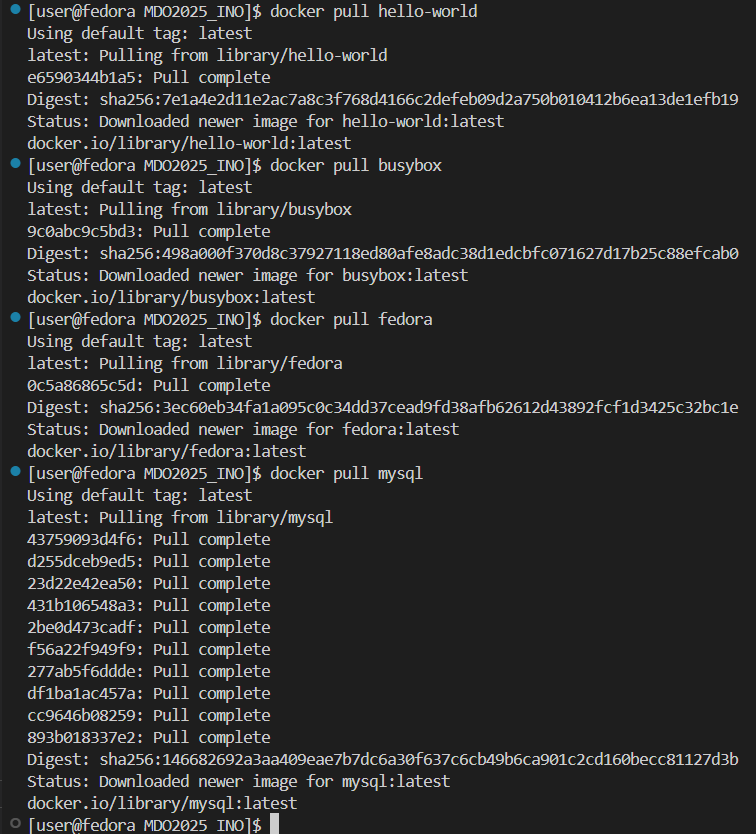 [user@fedora MDO2025_INO]$ docker pull hello-world
Using default tag: latest
latest: Pulling from library/hello-world
e6590344b1a5: Pull complete
Digest: sha256:7e1a4e2d11e2ac7a8c3f768d4166c2defeb09d2a750b010412b6ea13de1efb19
Status: Downloaded newer image for hello-world:latest
docker.io/library/hello-world:latest
[user@fedora MDO2025_INO]$ docker pull busybox
Using default tag: latest
latest: Pulling from library/busybox
9c0abc9c5bd3: Pull complete
Digest: sha256:498a000f370d8c37927118ed80afe8adc38d1edcbfc071627d17b25c88efcab0
Status: Downloaded newer image for busybox:latest
docker.io/library/busybox:latest
[user@fedora MDO2025_INO]$ docker pull fedora
Using default tag: latest
latest: Pulling from library/fedora
0c5a86865c5d: Pull complete
Digest: sha256:3ec60eb34fa1a095c0c34dd37cead9fd38afb62612d43892fcf1d3425c32bc1e
Status: Downloaded newer image for fedora:latest
docker.io/library/fedora:latest
[user@fedora MDO2025_INO]$ docker pull mysql
Using default tag: latest
latest: Pulling from library/mysql
43759093d4f6: Pull complete
d255dceb9ed5: Pull complete
23d22e42ea50: Pull complete
431b106548a3: Pull complete
2be0d473cadf: Pull complete
f56a22f949f9: Pull complete
277ab5f6ddde: Pull complete
df1ba1ac457a: Pull complete
cc9646b08259: Pull complete
893b018337e2: Pull complete
Digest: sha256:146682692a3aa409eae7b7dc6a30f637c6cb49b6ca901c2cd160becc81127d3b
Status: Downloaded newer image for mysql:latest
docker.io/library/mysql:latest
[user@fedora MDO2025_INO]$